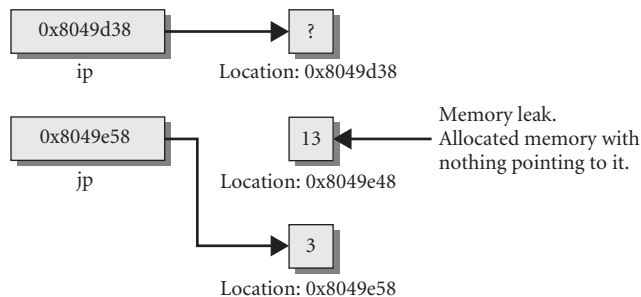 0x8049d38
?
ip
Location: 0x8049d38
0x8049e58
13
Memory leak.
Allocated memory with
nothing pointing to it.
jp
Location: 0x8049e48
3
Location: 0x8049e58